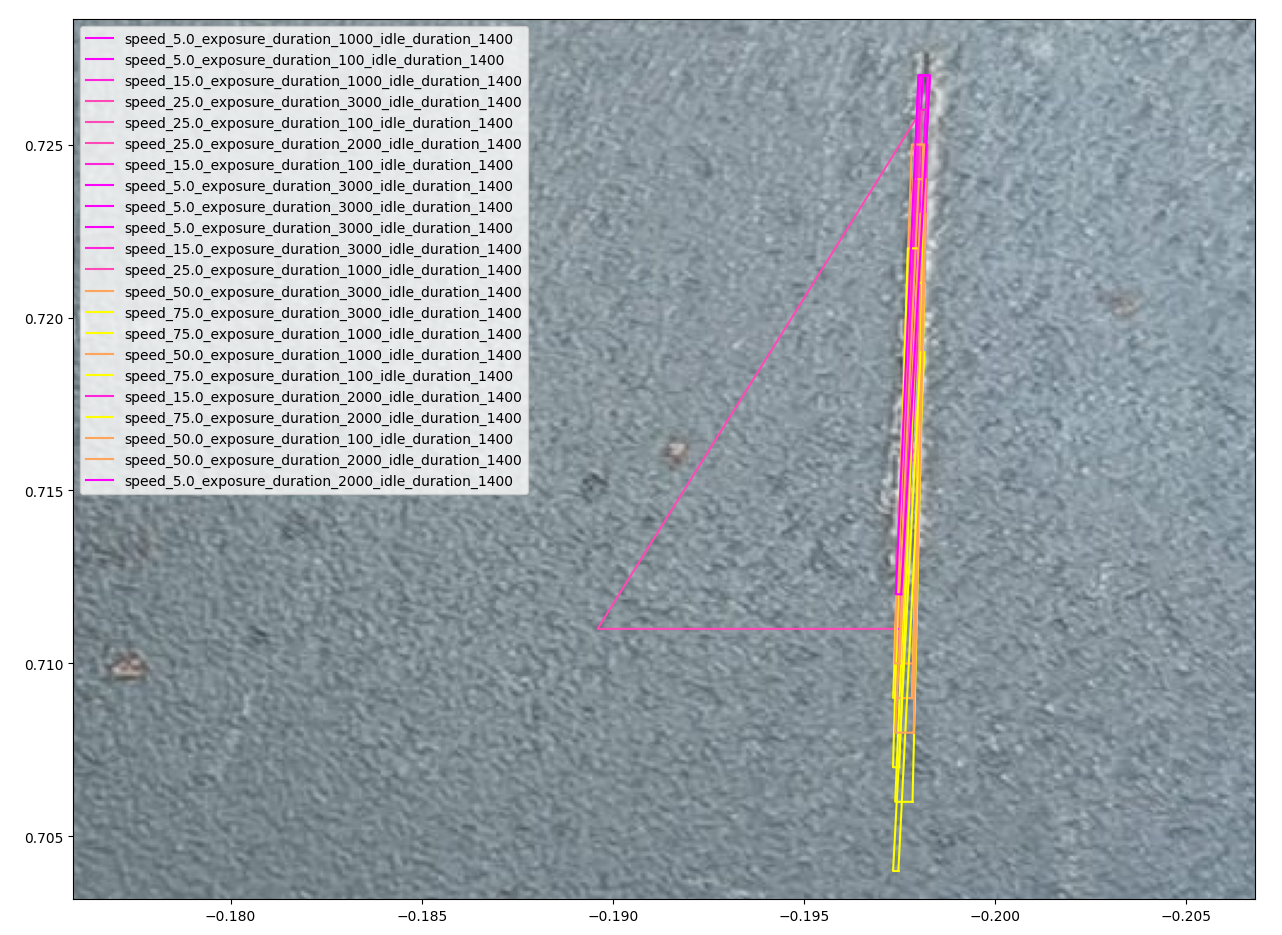 speed_5.0_exposure_duration_1000_idle_duration_1400
speed_5.0_exposure_duration_100_idle_duration_1400
speed_15.0_exposure_duration_1000_idle_duration_1400
speed_25.0_exposure_duration_3000_idle_duration_1400
speed_25.0_exposure_duration_100_idle_duration_1400
speed_25.0_exposure_duration_2000_idle_duration_1400
speed_15.0_exposure_duration_100_idle_duration_1400
speed_5.0_exposure_duration_3000_idle_duration_1400
speed_5.0_exposure_duration_3000_idle_duration_1400
speed_5.0_exposure_duration_3000_idle_duration_1400
speed_15.0_exposure_duration_3000_idle_duration_1400
speed_25.0_exposure_duration_1000_idle_duration_1400
speed_50.0_exposure_duration_3000_idle_duration_1400
speed_75.0_exposure_duration_3000_idle_duration_1400
speed_75.0_exposure_duration_1000_idle_duration_1400
speed_50.0_exposure_duration_1000_idle_duration_1400
speed_75.0_exposure_duration_100_idle_duration_1400
speed_15.0_exposure_duration_2000_idle_duration_1400
speed_75.0_exposure_duration_2000_idle_duration_1400
speed_50.0_exposure_duration_100_idle_duration_1400
speed_50.0_exposure_duration_2000_idle_duration_1400
speed_5.0_exposure_duration_2000_idle_duration_1400
0.725
0.720
0.715
0.710
0.705
−0.180 −0.185 −0.190 −0.195 −0.200 −0.205